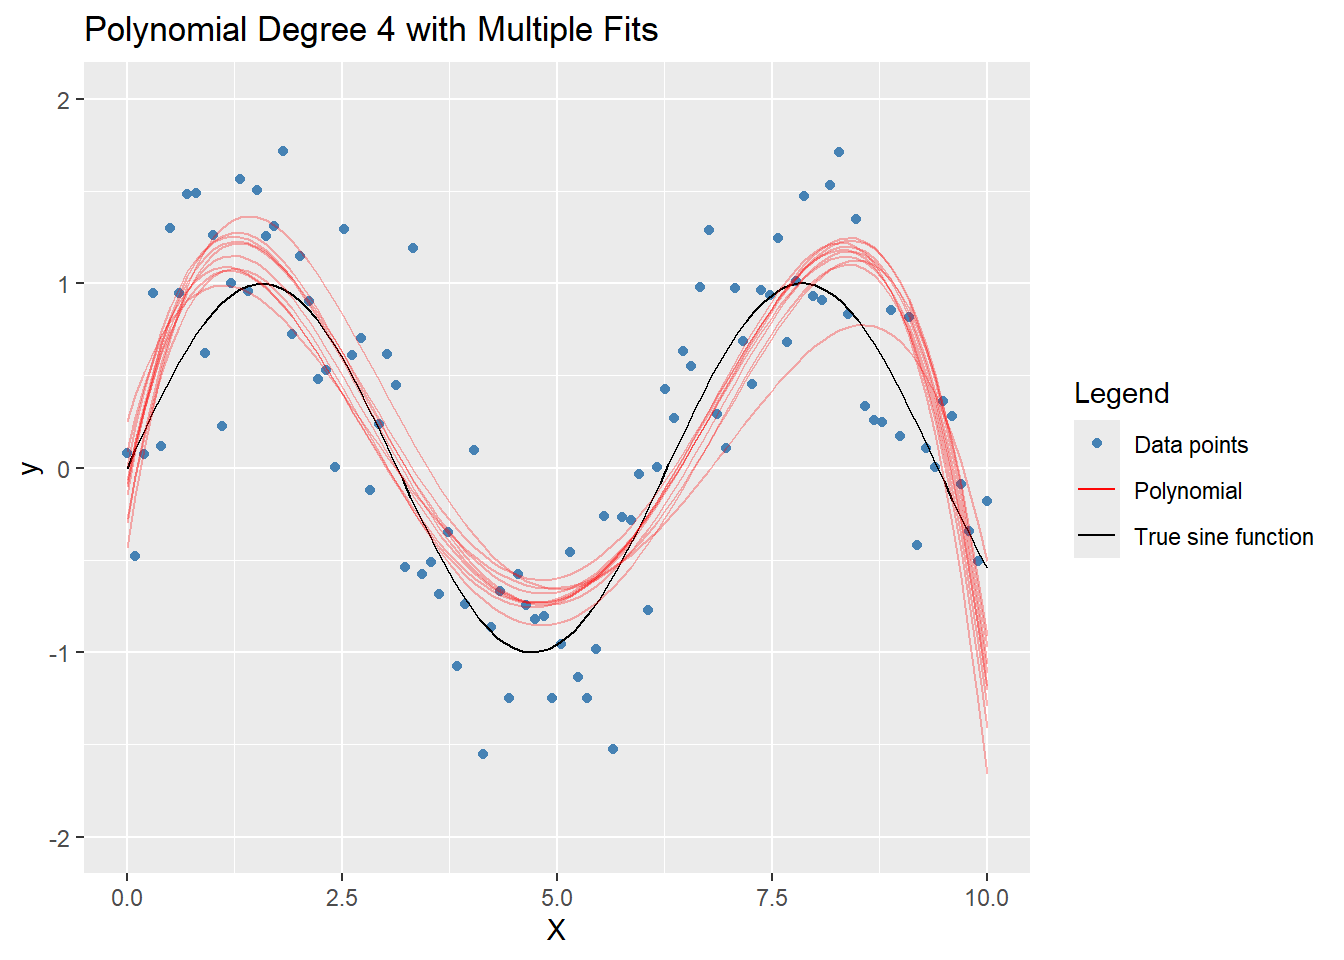 Polynomial Degree 4 with Multiple Fits
2
1
0
-1
-2
y
0.0
2.5
5.0
7.5
10.0
X
Legend
Data points
Polynomial
True sine function